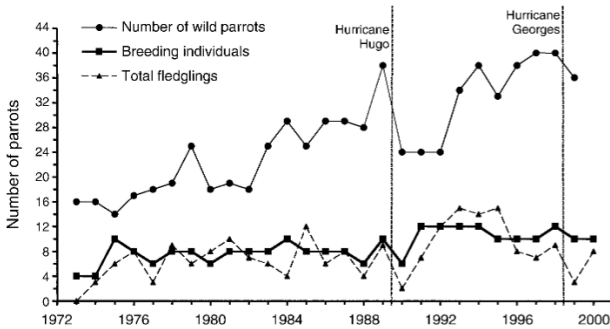 Number of wild parrots
Breeding individuals
Total fledglings
Hurricane
Hugo
Hurricane
Georges
Number of parrots
44
40
36
32
28
24
20
16
12
8
4
0
1972 1976 1980 1984 1988 1992 1996 2000